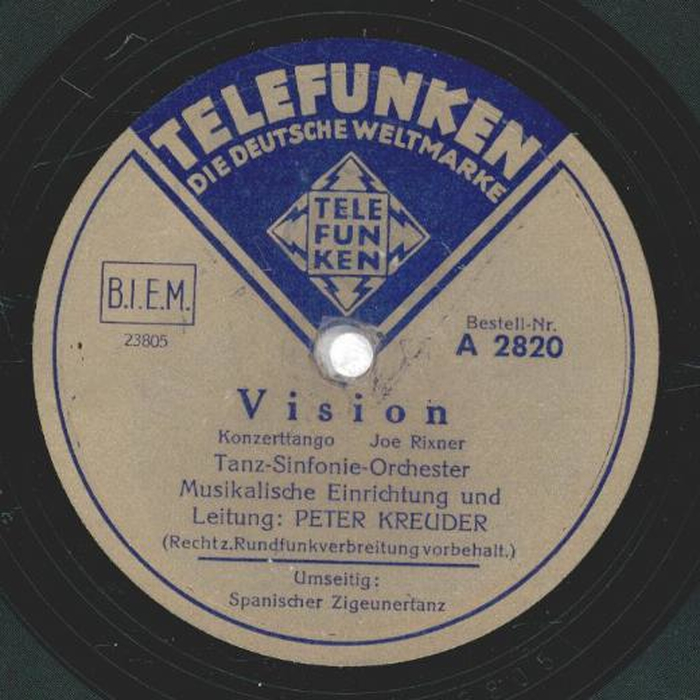 TELEFUNKEN
DIE DEUTSCHE WELTMARKE
TELE
FUN
KEN
B.I.E.M.
23805
Bestell-Nr.
A 2820
Vision
Konzerttango Joe Rixner
Tanz-Sinfonie-Orchester
Musikalische Einrichtung und
Leitung: PETER KREUDER
(Recht z. Rundfunkverbreitung vorbehalt.)
Umseitig:
Spanischer Zigeunertanz